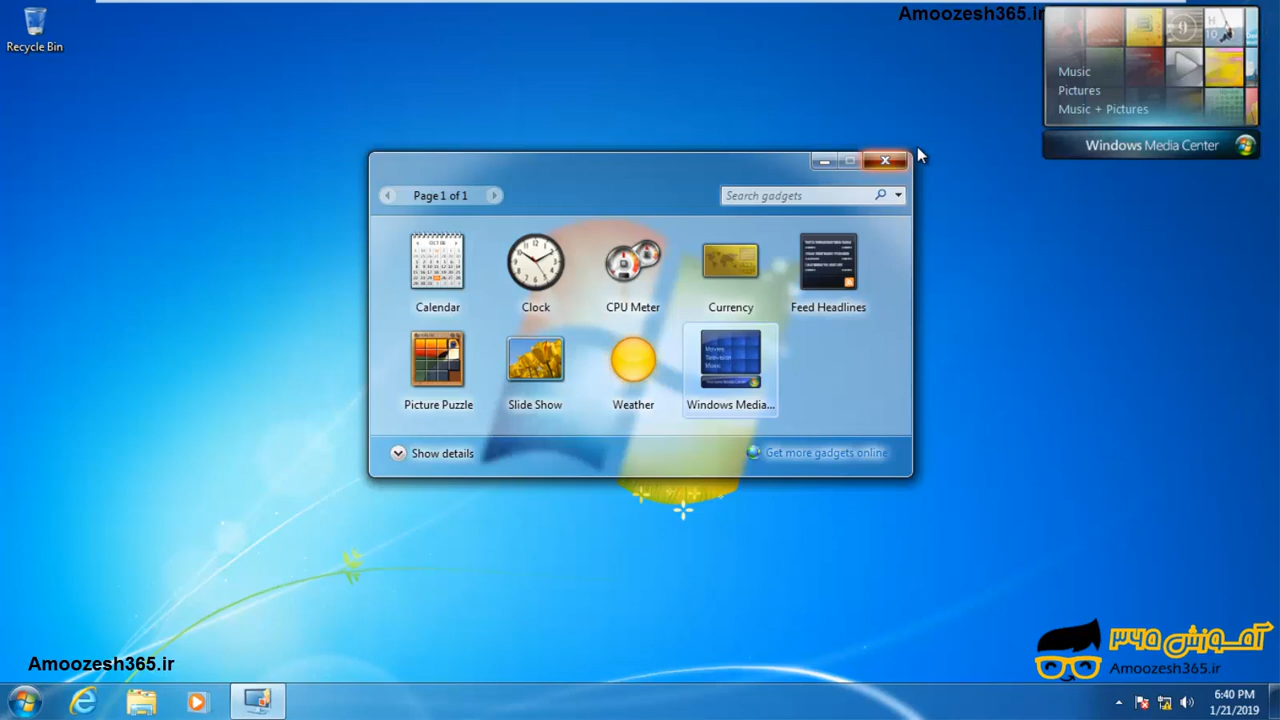 Recycle Bin
Amoozesh365.ir
Music
Pictures
Music + Pictures
Windows Media Center
Page 1 of 1
Search gadgets
Calendar
Clock
CPU Meter
Currency
Feed Headlines
Picture Puzzle
Slide Show
Weather
Windows Media...
Show details
Get more gadgets online
Amoozesh365.ir
آموزش ۳۶۵
Amoozesh365.ir
6:40 PM
1/21/2019